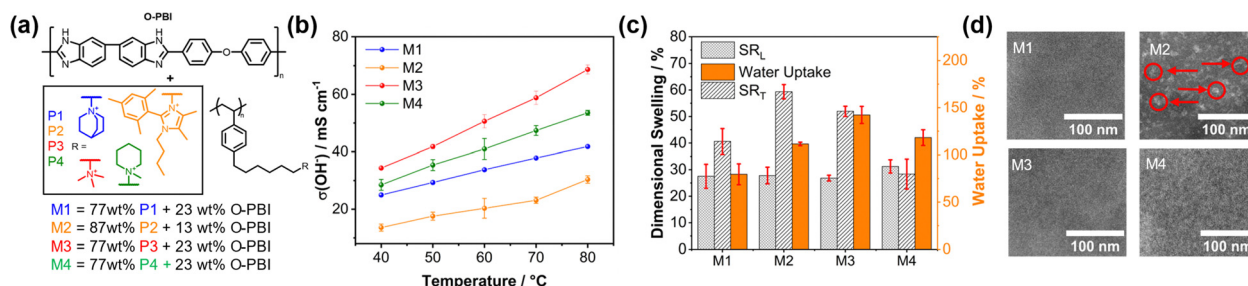 (a)
O-PBI
H
N
N
H
N
N
O
n
+
P1
P2
P3
P4
R =
N+
N+
N
N+
N+
n
R
M1 = 77wt% P1 + 23 wt% O-PBI
M2 = 87wt% P2 + 13 wt% O-PBI
M3 = 77wt% P3 + 23 wt% O-PBI
M4 = 77wt% P4 + 23 wt% O-PBI
(b)
80
60
40
20
σ(OH⁻) / mS cm⁻¹
M1
M2
M3
M4
40 50 60 70 80
Temperature / °C
(c)
80
70
60
50
40
30
20
10
0
Dimensional Swelling / %
SR_L
Water Uptake
SR_T
200
150
100
50
0
Water Uptake / %
M1 M2 M3 M4
(d)
M1
100 nm
M2
100 nm
M3
100 nm
M4
100 nm